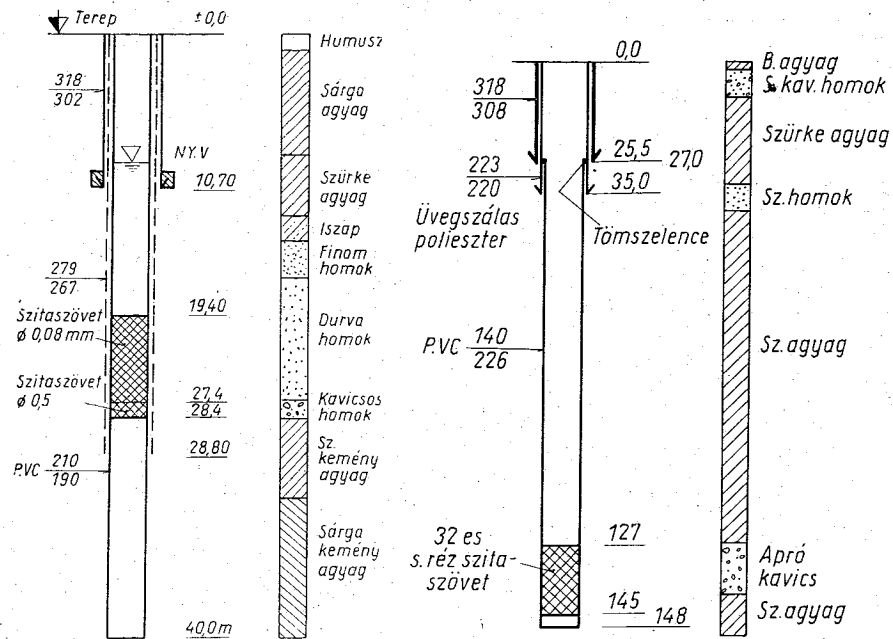 Terep
±0,0
318
302
NY.V
10,70
279
267
19,40
Szitaszövet
ø 0,08 mm
Szitaszövet
ø 0,5
27,4
28,4
28,80
P.VC 210
190
40,0m
Humusz
Sárga
agyag
Szürke
agyag
Iszap
Finom
homok
Durva
homok
Kavicsos
homok
Sz.
kemény
agyag
Sárga
kemény
agyag
0,0
318
308
25,5
27,0
223
220
35,0
Üvegszálas
polieszter
Tömszelence
P.VC 140
226
32 es
s. réz szita-
szövet
127
145
148
B. agyag
S. kav. homok
Szürke agyag
Sz. homok
Sz. agyag
Apró
kavics
Sz. agyag